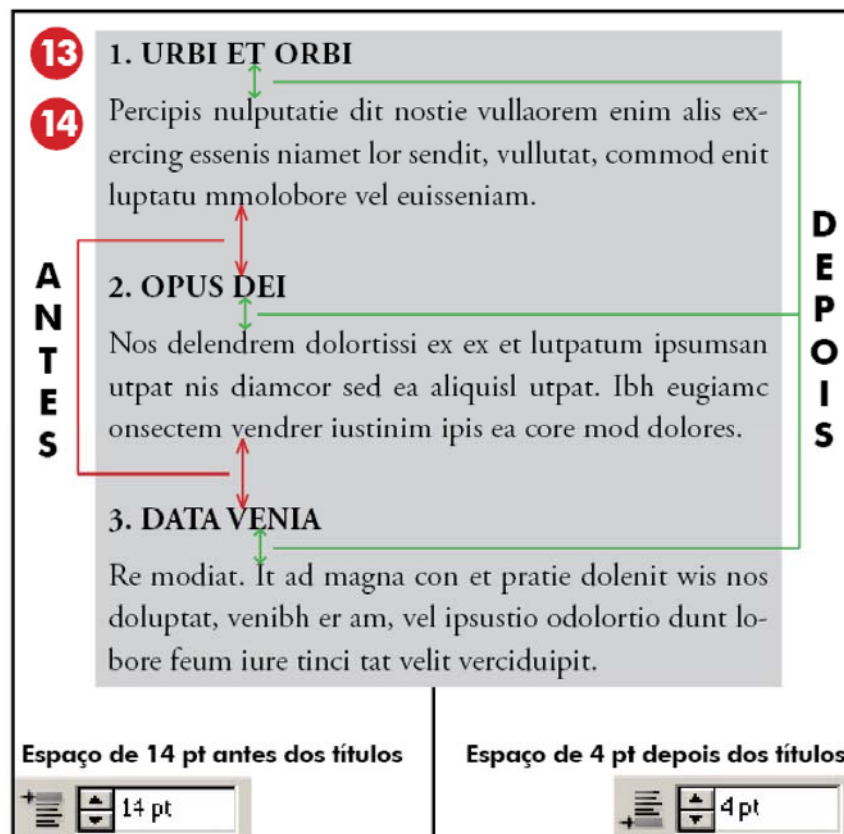 13
1. URBI ET ORBI
14
Percipis nulputatie dit nostie vullaorem enim alis ex-
ercing essenis niamet lor sendit, vullutat, commod enit
luptatu mmolobore vel euisseniam.
2. OPUS DEI
Nos delendrem dolortissi ex ex et lutpatum ipsumsan
utpat nis diamcor sed ea aliquisl utpat. Ibh eugiamc
onsectem vendrer iustinim ipis ea core mod dolores.
3. DATA VENIA
Re modiat. It ad magna con et pratie dolenit wis nos
doluptat, venibh er am, vel ipsustio odolortio dunt lo-
bore feum iure tinci tat velit verciduipit.
ANTES
DEPOIS
Espaço de 14 pt antes dos títulos
14 pt
Espaço de 4 pt depois dos títulos
4 pt